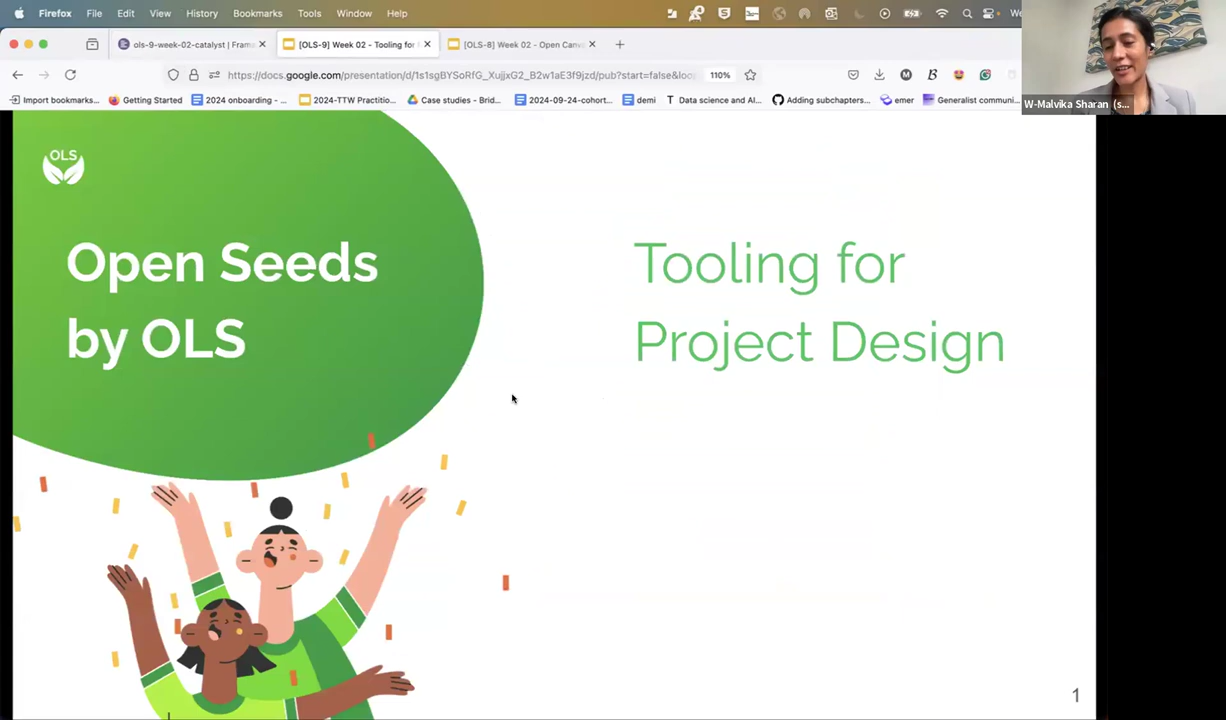 Firefox File Edit View History Bookmarks Tools Window Help
ols-9-week-02-catalyst | Frama
[OLS-9] Week 02 - Tooling for
[OLS-8] Week 02 - Open Canv
https://docs.google.com/presentation/d/1s1sgBYSoRfG_XujjxG2_B2w1aE3f9jzd/pub?start=false&loo
110%
Import bookmarks... Getting Started 2024 onboarding - ... 2024-TTW Practitio... Case studies - Brid... 2024-09-24-cohort... demi Data science and AI... Adding subchapters... emer Generalist communi...
W-Malvika Sharan (s...
OLS
Open Seeds
by OLS
Tooling for
Project Design
1